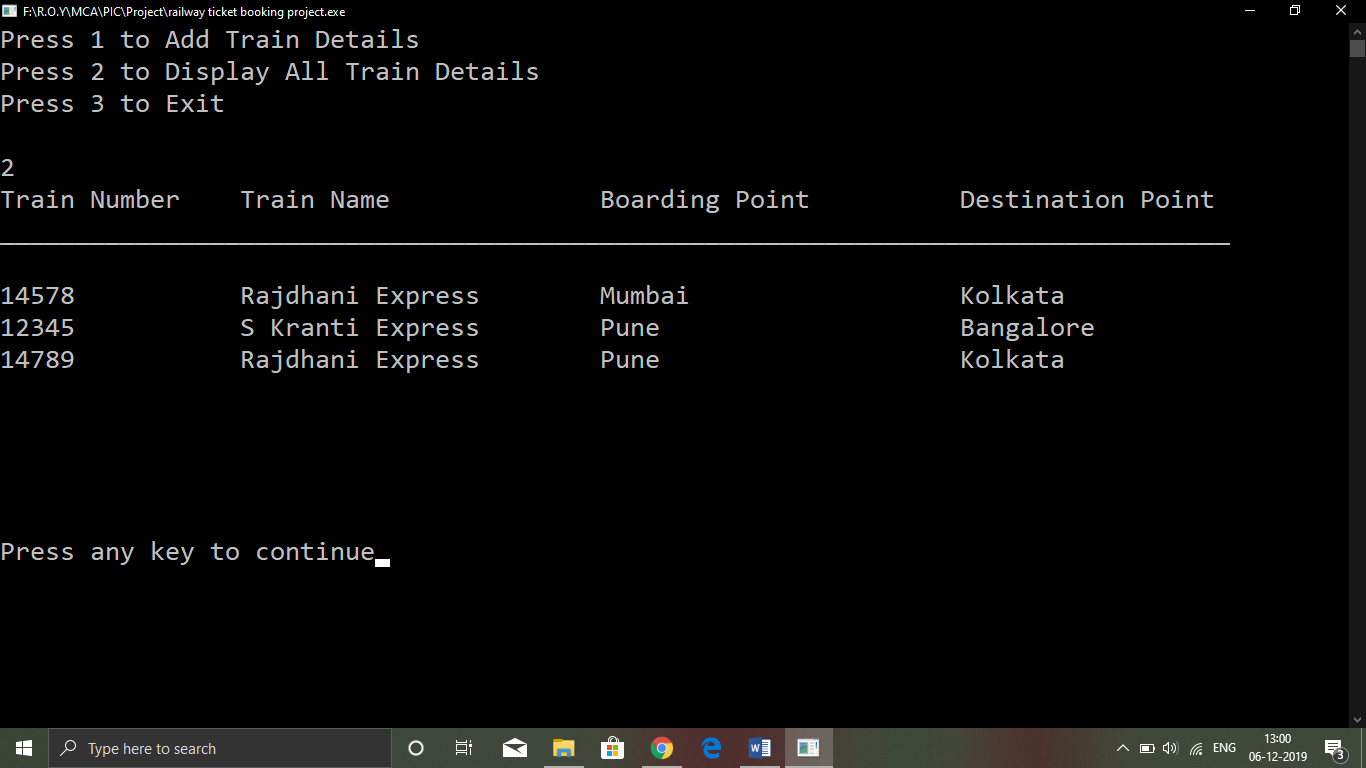 F:\R.O.Y\MCA\PIC\Project\railway ticket booking project.exe
Press 1 to Add Train Details
Press 2 to Display All Train Details
Press 3 to Exit
2
Train Number Train Name Boarding Point Destination Point
14578 Rajdhani Express Mumbai Kolkata
12345 S Kranti Express Pune Bangalore
14789 Rajdhani Express Pune Kolkata
Press any key to continue
Type here to search
ENG
13:00
06-12-2019
3